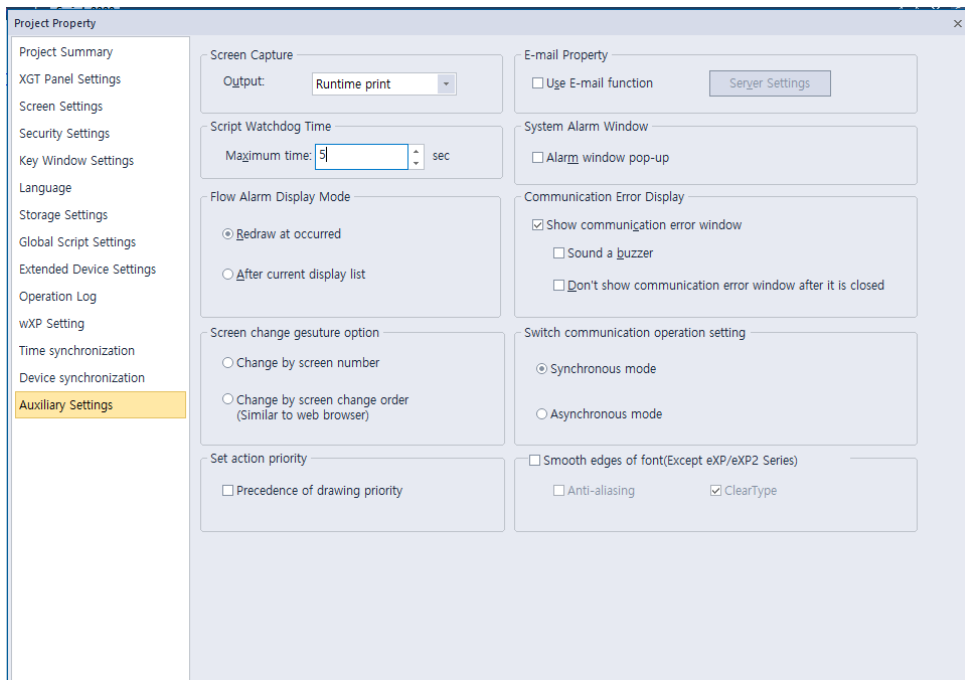 Project Property
Project Summary
XGT Panel Settings
Screen Settings
Security Settings
Key Window Settings
Language
Storage Settings
Global Script Settings
Extended Device Settings
Operation Log
wXP Setting
Time synchronization
Device synchronization
Auxiliary Settings
Screen Capture
Output: Runtime print
Script Watchdog Time
Maximum time: 5 sec
Flow Alarm Display Mode
Redraw at occurred
After current display list
Screen change gesuture option
Change by screen number
Change by screen change order
(Similar to web browser)
Set action priority
Precedence of drawing priority
E-mail Property
Use E-mail function Server Settings
System Alarm Window
Alarm window pop-up
Communication Error Display
Show communication error window
Sound a buzzer
Don't show communication error window after it is closed
Switch communication operation setting
Synchronous mode
Asynchronous mode
Smooth edges of font(Except eXP/eXP2 Series)
Anti-aliasing ClearType